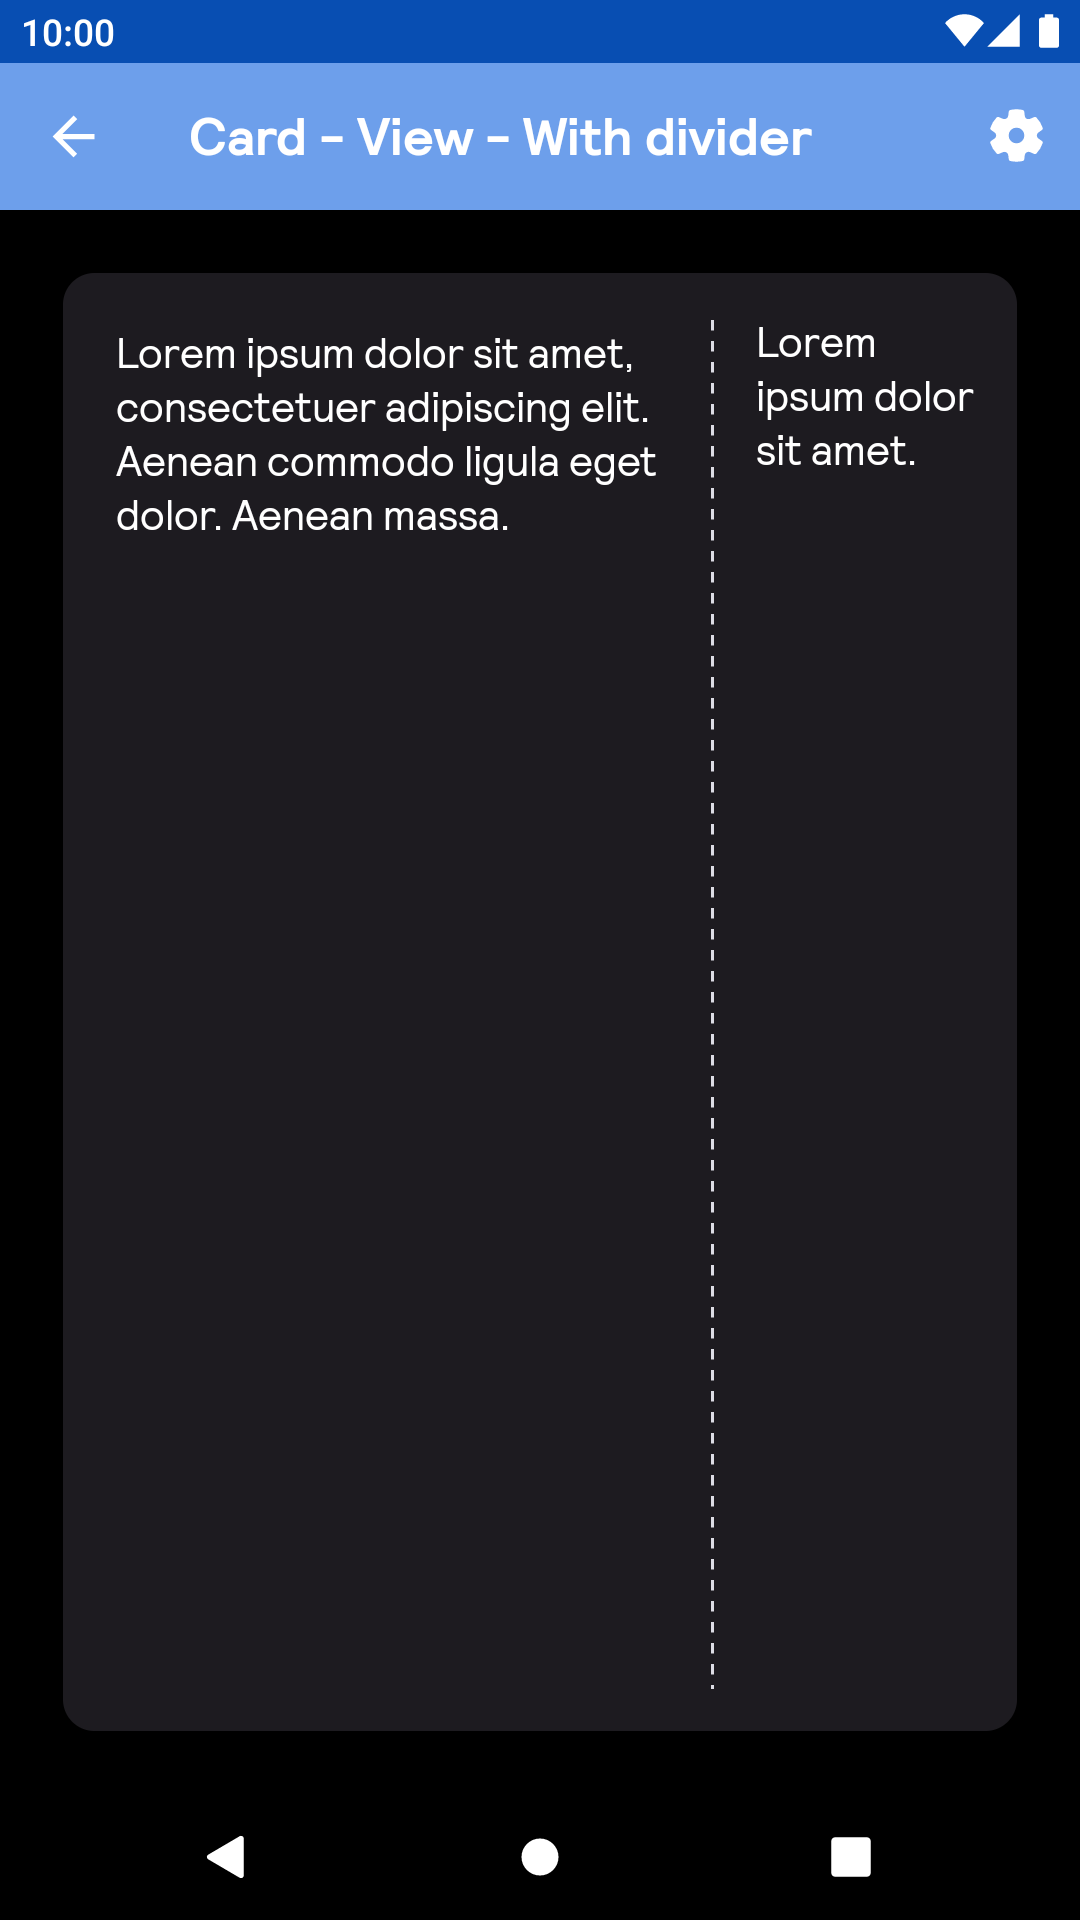 10:00
Card - View - With divider
Lorem ipsum dolor sit amet,
consectetuer adipiscing elit.
Aenean commodo ligula eget
dolor. Aenean massa.
Lorem
ipsum dolor
sit amet.